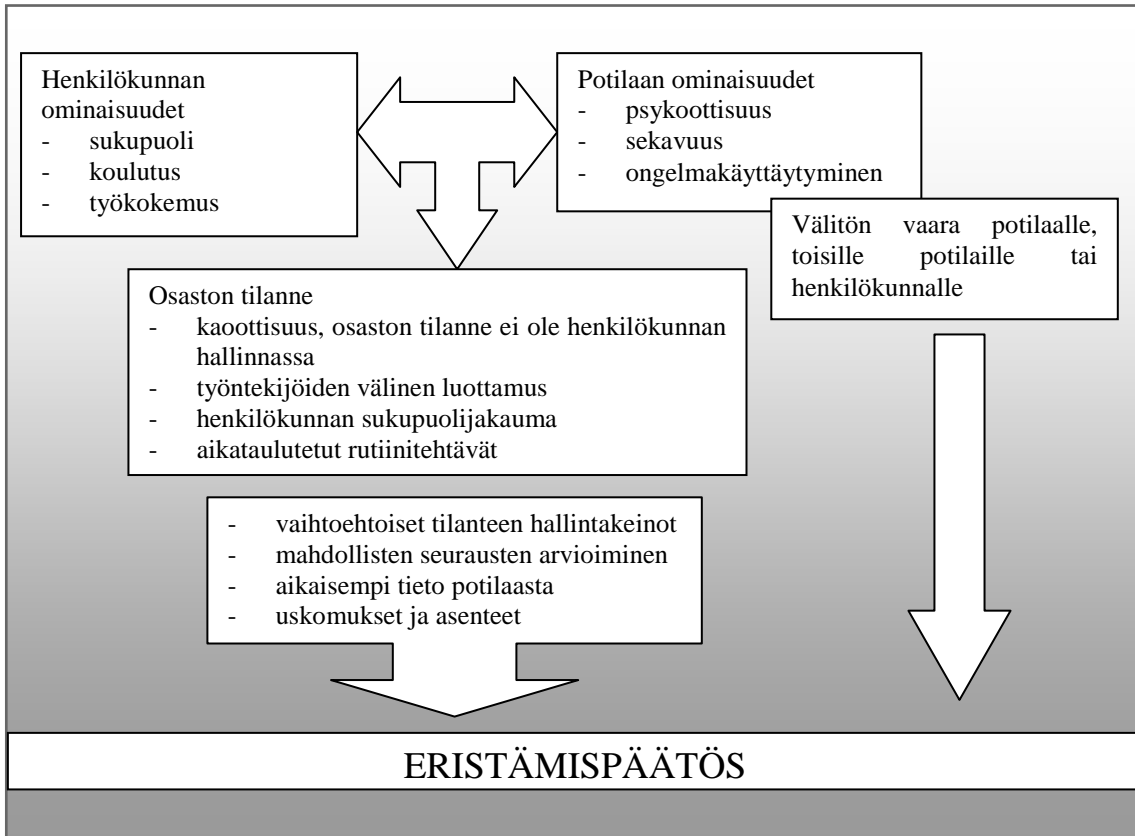 Henkilökunnan
ominaisuudet
- sukupuoli
- koulutus
- työkokemus
Potilaan ominaisuudet
- psykoottisuus
- sekavuus
- ongelmakäyttäytyminen
Välitön vaara potilaalle,
toisille potilaille tai
henkilökunnalle
Osaston tilanne
- kaoottisuus, osaston tilanne ei ole henkilökunnan
hallinnassa
- työntekijöiden välinen luottamus
- henkilökunnan sukupuolijakauma
- aikataulutetut rutiinitehtävät
- vaihtoehtoiset tilanteen hallintakeinot
- mahdollisten seurausten arvioiminen
- aikaisempi tieto potilaasta
- uskomukset ja asenteet
ERISTÄMISPÄÄTÖS